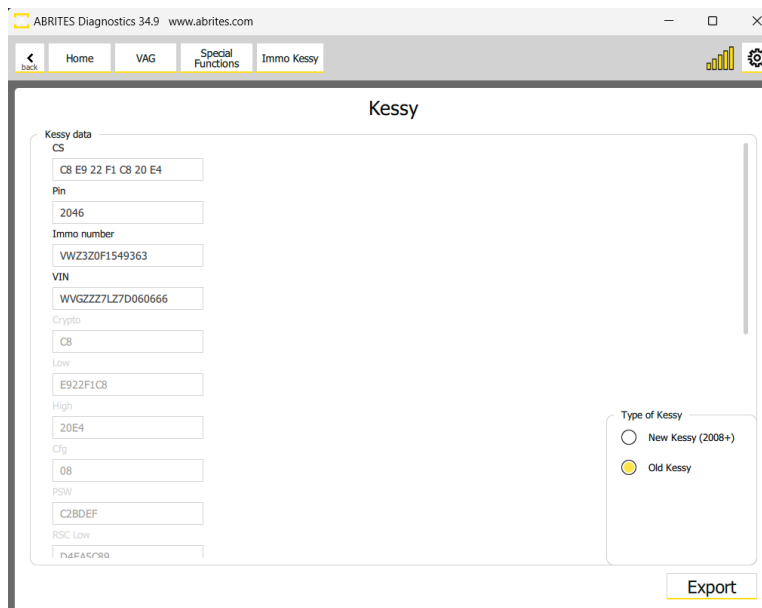 ABRITES Diagnostics 34.9 www.abrites.com
back
Home
VAG
Special
Functions
Immo Kessy
Kessy
Kessy data
CS
C8 E9 22 F1 C8 20 E4
Pin
2046
Immo number
VWZ3Z0F1549363
VIN
WVGZZZ7LZ7D060666
Crypto
C8
Low
E922F1C8
High
20E4
Cfg
08
PSW
C2BDEF
RSC Low
D4FA5C89
Type of Kessy
New Kessy (2008+)
Old Kessy
Export